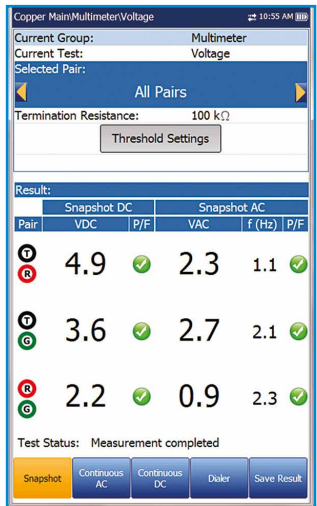 Copper Main\Multimeter\Voltage 10:55 AM
Current Group: Multimeter
Current Test: Voltage
Selected Pair:
All Pairs
Termination Resistance: 100 kΩ
Threshold Settings
Result:
Snapshot DC Snapshot AC
Pair VDC P/F VAC f (Hz) P/F
T
R
4.9 2.3 1.1
T
G
3.6 2.7 2.1
R
G
2.2 0.9 2.3
Test Status: Measurement completed
Snapshot
Continuous
AC
Continuous
DC
Dialer
Save Result